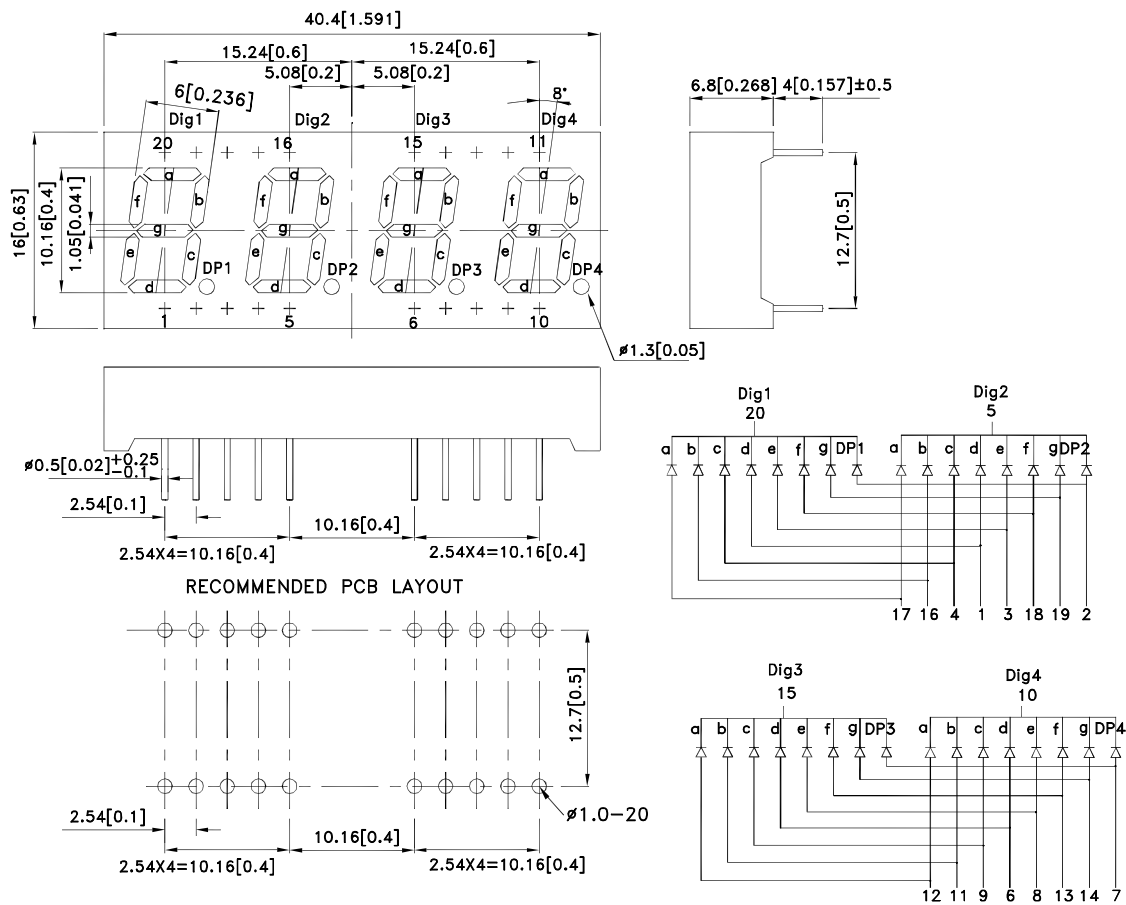 40.4[1.591]
15.24[0.6] 15.24[0.6]
5.08[0.2] 5.08[0.2]
6[0.236]
8°
Dig1 Dig2 Dig3 Dig4
20 16 15 11
16[0.63]
10.16[0.4]
1.05[0.041]
a a a a
f b f b f b f b
g g g g
e c e c e c e c
d d d d
DP1 DP2 DP3 DP4
1 5 6 10
ø1.3[0.05]
6.8[0.268] 4[0.157]±0.5
12.7[0.5]
ø0.5[0.02]+0.25
-0.1
2.54[0.1]
10.16[0.4]
2.54X4=10.16[0.4] 2.54X4=10.16[0.4]
RECOMMENDED PCB LAYOUT
12.7[0.5]
ø1.0-20
2.54[0.1]
10.16[0.4]
2.54X4=10.16[0.4] 2.54X4=10.16[0.4]
Dig1 Dig2
20 5
a b c d e f g DP1 a b c d e f g DP2
17 16 4 1 3 18 19 2
Dig3 Dig4
15 10
a b c d e f g DP3 a b c d e f g DP4
12 11 9 6 8 13 14 7